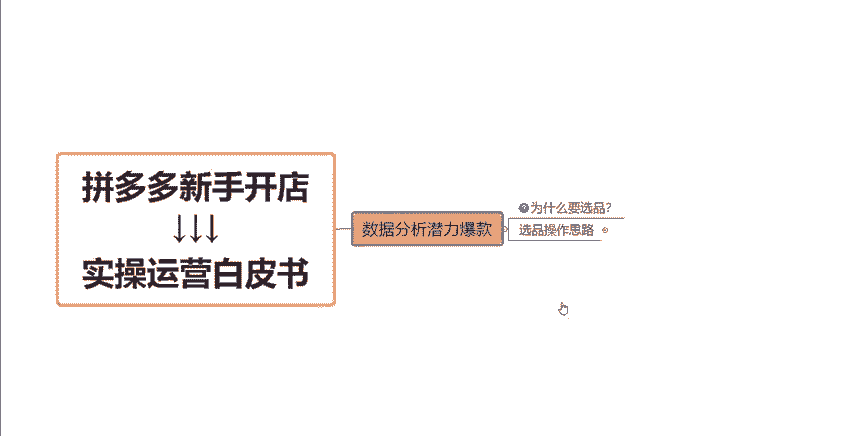 拼多多新手开店
↓↓↓
实操运营白皮书
数据分析潜力爆款
为什么要选品?
选品操作思路